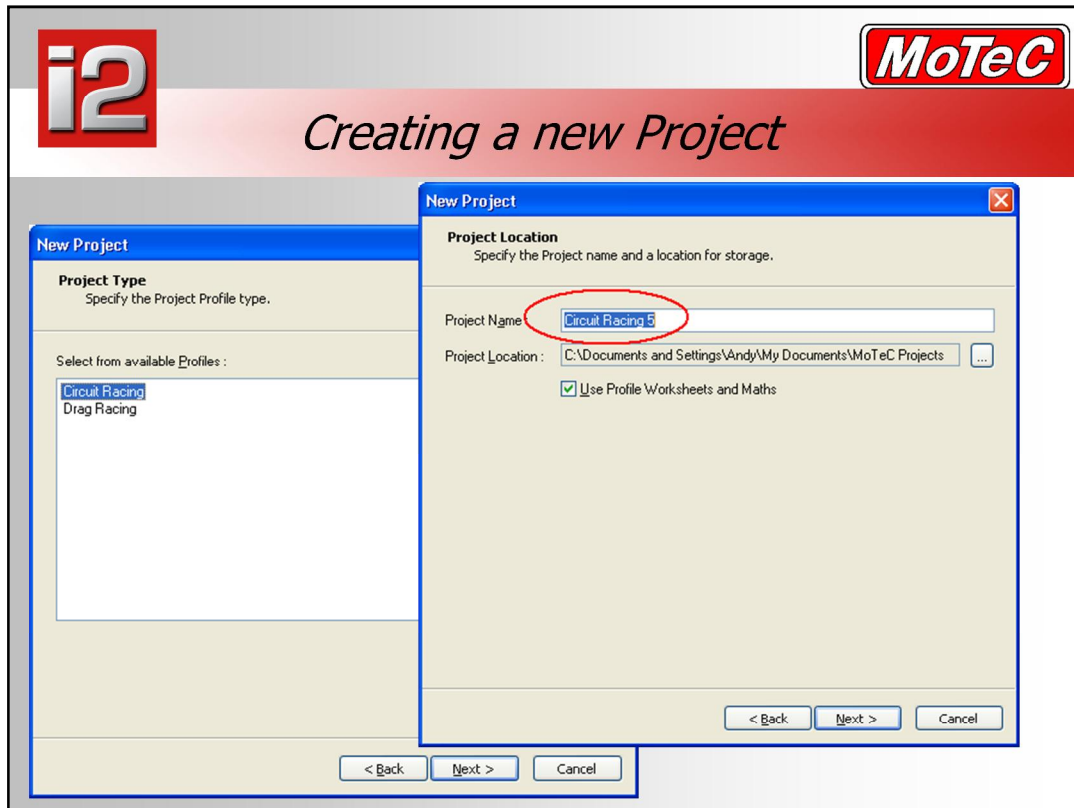 i2
MoTeC
Creating a new Project
New Project
Project Type
Specify the Project Profile type.
Select from available Profiles :
Circuit Racing
Drag Racing
< Back Next > Cancel
New Project
Project Location
Specify the Project name and a location for storage.
Project Name Circuit Racing 5
Project Location : C:\Documents and Settings\Andy\My Documents\MoTeC Projects ...
Use Profile Worksheets and Maths
< Back Next > Cancel